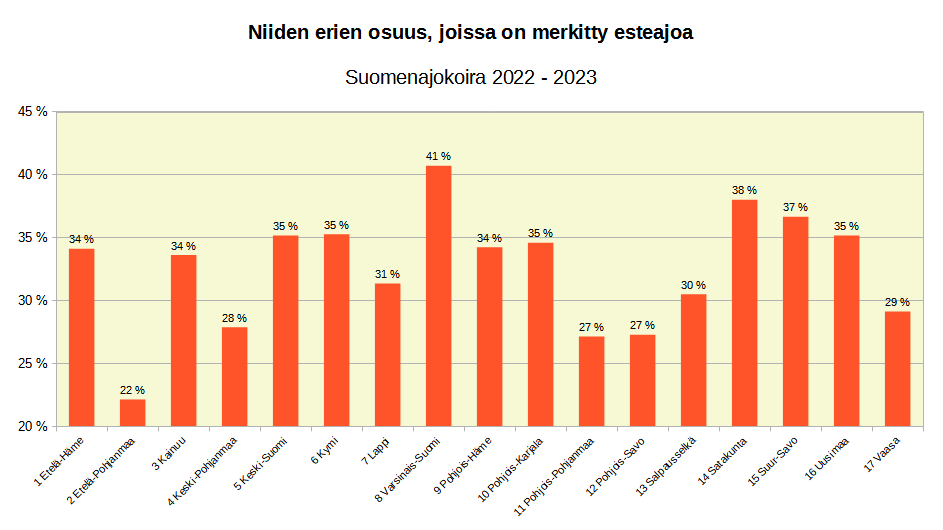 Niiden erien osuus, joissa on merkitty esteajoa
Suomenajokoira 2022 - 2023
45 %
40 %
35 %
30 %
25 %
20 %
34 %
22 %
34 %
28 %
35 %
35 %
31 %
41 %
34 %
35 %
27 %
27 %
30 %
38 %
37 %
35 %
29 %
1 Etelä-Häme
2 Etelä-Pohjanmaa
3 Kainuu
4 Keski-Pohjanmaa
5 Keski-Suomi
6 Kymi
7 Lappi
8 Varsinais-Suomi
9 Pohjois-Häme
10 Pohjois-Karjala
11 Pohjois-Pohjanmaa
12 Pohjois-Savo
13 Salpausselkä
14 Satakunta
15 Suur-Savo
16 Uusimaa
17 Vaasa